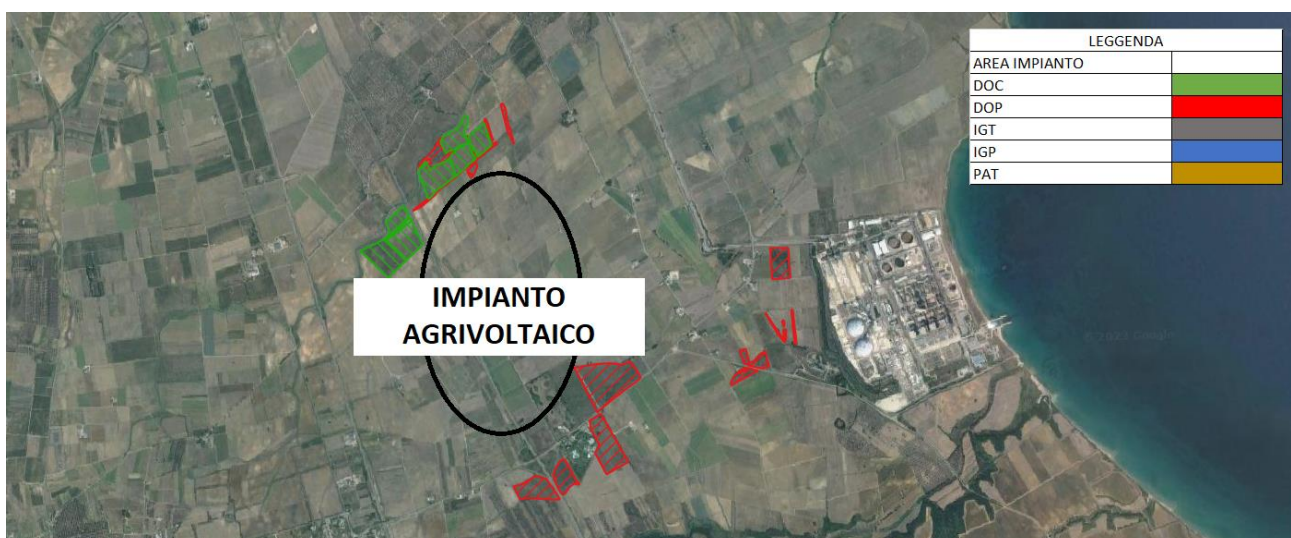 LEGGENDA
AREA IMPIANTO
DOC
DOP
IGT
IGP
PAT
IMPIANTO
AGRIVOLTAICO